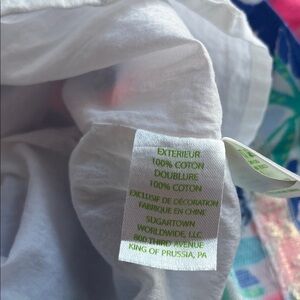 EXTERIEUR
100% COTON
DOUBLURE
100% COTON
EXCLUSIF DE DECORATION
FABRIQUE EN CHINE
SUGARTOWN
WORLDWIDE, LLC
800 THIRD AVENUE
KING OF PRUSSIA, PA